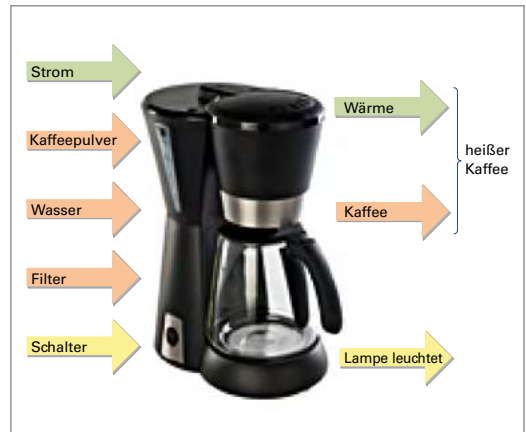 Strom
Kaffeepulver
Wasser
Filter
Schalter
Wärme
Kaffee
heißer
Kaffee
Lampe leuchtet